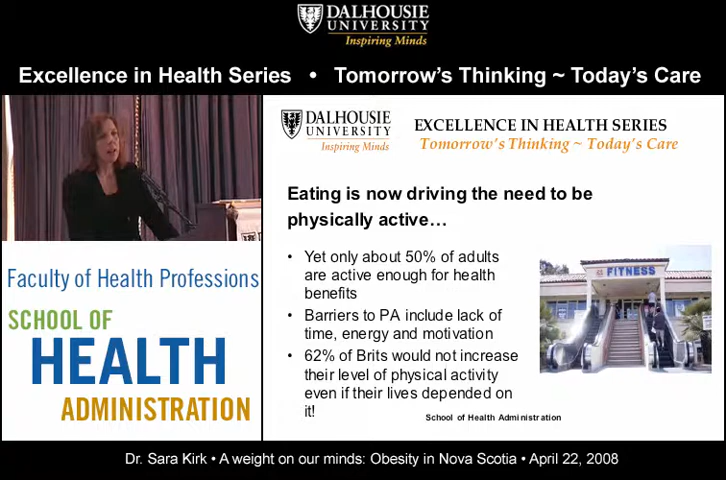 DALHOUSIE
UNIVERSITY
Inspiring Minds
Excellence in Health Series • Tomorrow's Thinking ~ Today's Care
DALHOUSIE
UNIVERSITY
Inspiring Minds
EXCELLENCE IN HEALTH SERIES
Tomorrow's Thinking ~ Today's Care
Eating is now driving the need to be
physically active…
• Yet only about 50% of adults
are active enough for health
benefits
• Barriers to PA include lack of
time, energy and motivation
• 62% of Brits would not increase
their level of physical activity
even if their lives depended on
it!
FITNESS
School of Health Administration
Faculty of Health Professions
SCHOOL OF
HEALTH
ADMINISTRATION
Dr. Sara Kirk • A weight on our minds: Obesity in Nova Scotia • April 22, 2008